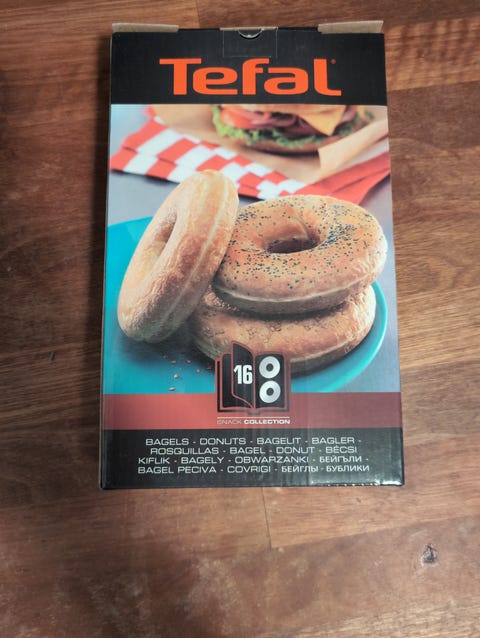 Tefal
16
SNACK COLLECTION
BAGELS - DONUTS - BAGELIT - BAGLER -
ROSQUILLAS - BAGEL - DONUT - BÉCSI
KIFLIK - BAGELY - OBWARZANKI - БЕЙГЪЛИ -
BAGEL PECIVA - COVRIGI - БЕЙГЛЫ - БУБЛИКИ